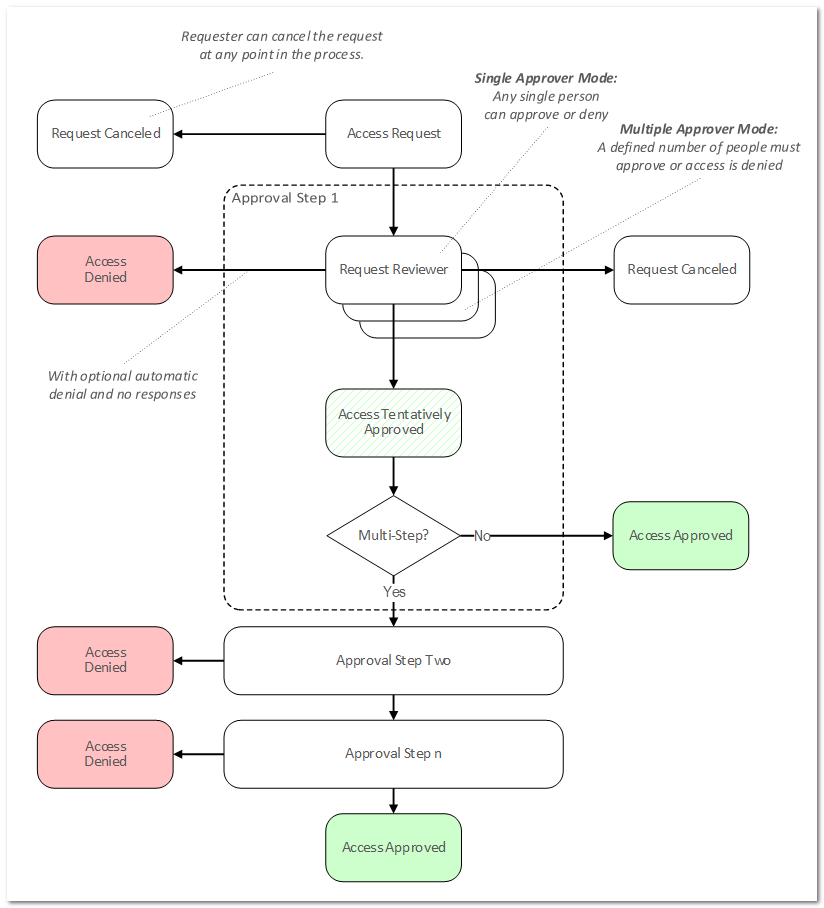 Requester can cancel the request
at any point in the process.
Single Approver Mode:
Any single person
can approve or deny
Multiple Approver Mode:
A defined number of people must
approve or access is denied
Request Canceled
Access Request
Approval Step 1
Access
Denied
Request Reviewer
Request Canceled
With optional automatic
denial and no responses
Access Tentatively
Approved
Multi-Step?
No
Access Approved
Yes
Access
Denied
Approval Step Two
Access
Denied
Approval Step n
Access Approved